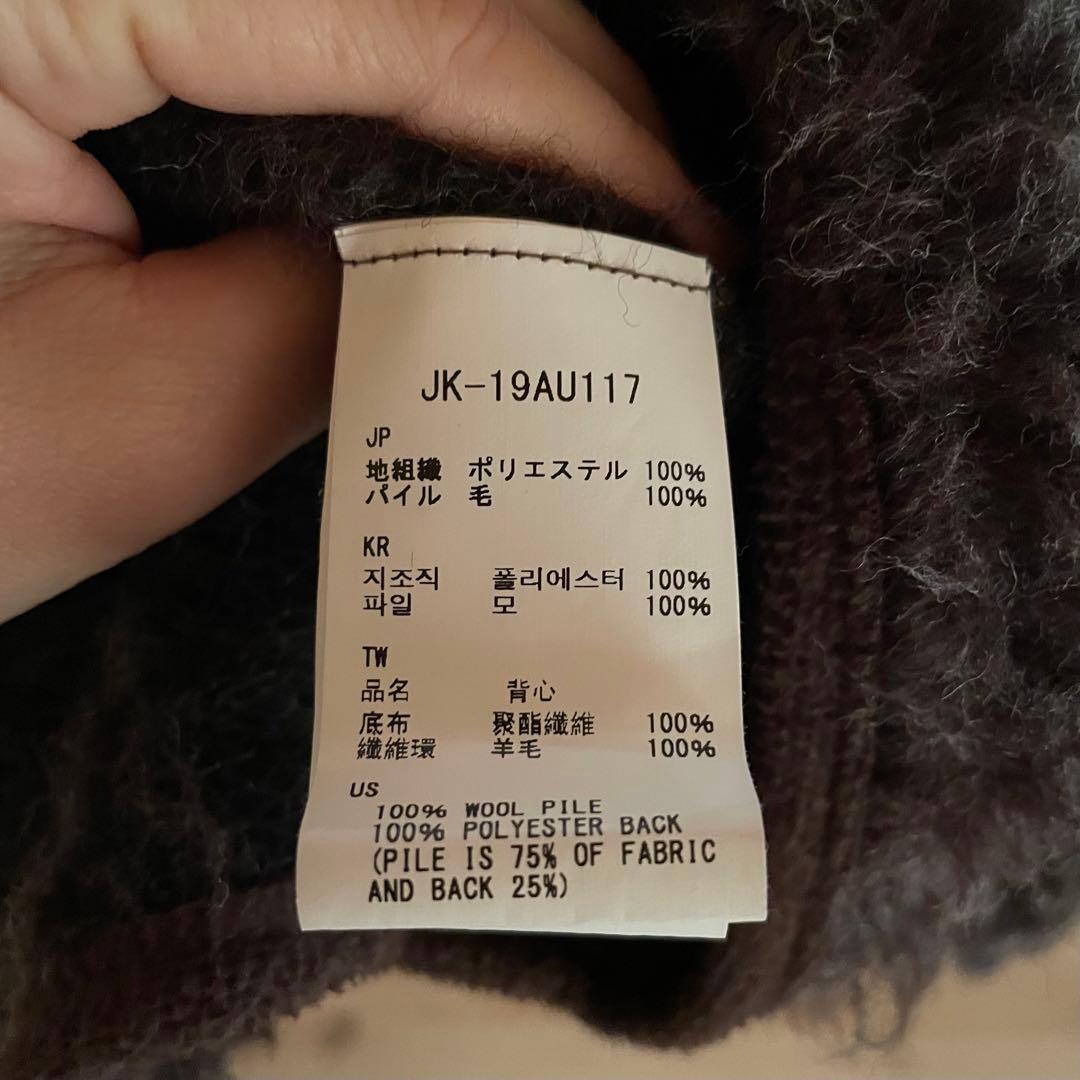 JK-19AU117
JP
地組織 ポリエステル 100%
パイル 毛 100%
KR
지조직 폴리에스터 100%
파일 모 100%
TW
品名 背心
底布 聚酯纖維 100%
纖維環 羊毛 100%
US
100% WOOL PILE
100% POLYESTER BACK
(PILE IS 75% OF FABRIC
AND BACK 25%)